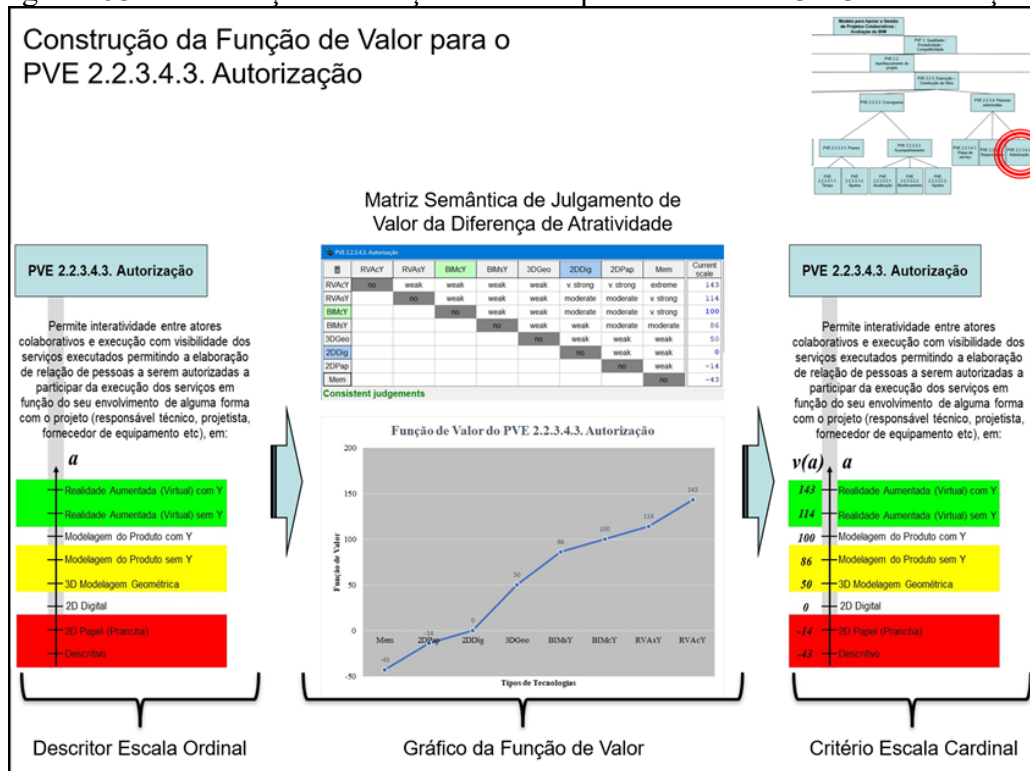 Construção da Função de Valor para o
PVE 2.2.3.4.3. Autorização
Modelo para Apoiar a Gestão
de Projetos Colaborativos :
Avaliação do BIM
Matriz Semântica de Julgamento de
Valor da Diferença de Atratividade
PVE 2.2.3.4.3. Autorização
Permite interatividade entre atores
colaborativos e execução com visibilidade dos
serviços executados permitindo a elaboração
de relação de pessoas a serem autorizadas a
participar da execução dos serviços em
função do seu envolvimento de alguma forma
com o projeto (responsável técnico, projetista,
fornecedor de equipamento etc), em:
a
Realidade Aumentada (Virtual) com Y
Realidade Aumentada (Virtual) sem Y
Modelagem do Produto com Y
Modelagem do Produto sem Y
3D Modelagem Geométrica
2D Digital
2D Papel (Prancha)
Descritivo
Descritor Escala Ordinal
PVE 2.2.3.4.3. Autorização
RVAcY RVAsY BIMcY BIMsY 3DGeo 2DDig 2DPap Mem Current scale
RVAcY no weak weak weak weak v. strong v. strong extreme 143
RVAsY no weak weak weak moderate moderate v. strong 114
BIMcY no weak weak moderate moderate v. strong 100
BIMsY no weak weak moderate moderate 86
3DGeo no weak weak weak 50
2DDig no weak weak 0
2DPap no weak -14
Mem no -43
Consistent judgements
Função de Valor do PVE 2.2.3.4.3. Autorização
Função de Valor
200
150
100
50
0
-50
-43
-14
0
50
86
100
114
143
Mem 2DPap 2DDig 3DGeo BIMsY BIMcY RVAsY RVAcY
Tipos de Tecnologias
Gráfico da Função de Valor
PVE 2.2.3.4.3. Autorização
Permite interatividade entre atores
colaborativos e execução com visibilidade dos
serviços executados permitindo a elaboração
de relação de pessoas a serem autorizadas a
participar da execução dos serviços em
função do seu envolvimento de alguma forma
com o projeto (responsável técnico, projetista,
fornecedor de equipamento etc), em:
v(a) a
143 Realidade Aumentada (Virtual) com Y
114 Realidade Aumentada (Virtual) sem Y
100 Modelagem do Produto com Y
86 Modelagem do Produto sem Y
50 3D Modelagem Geométrica
0 2D Digital
-14 2D Papel (Prancha)
-43 Descritivo
Critério Escala Cardinal